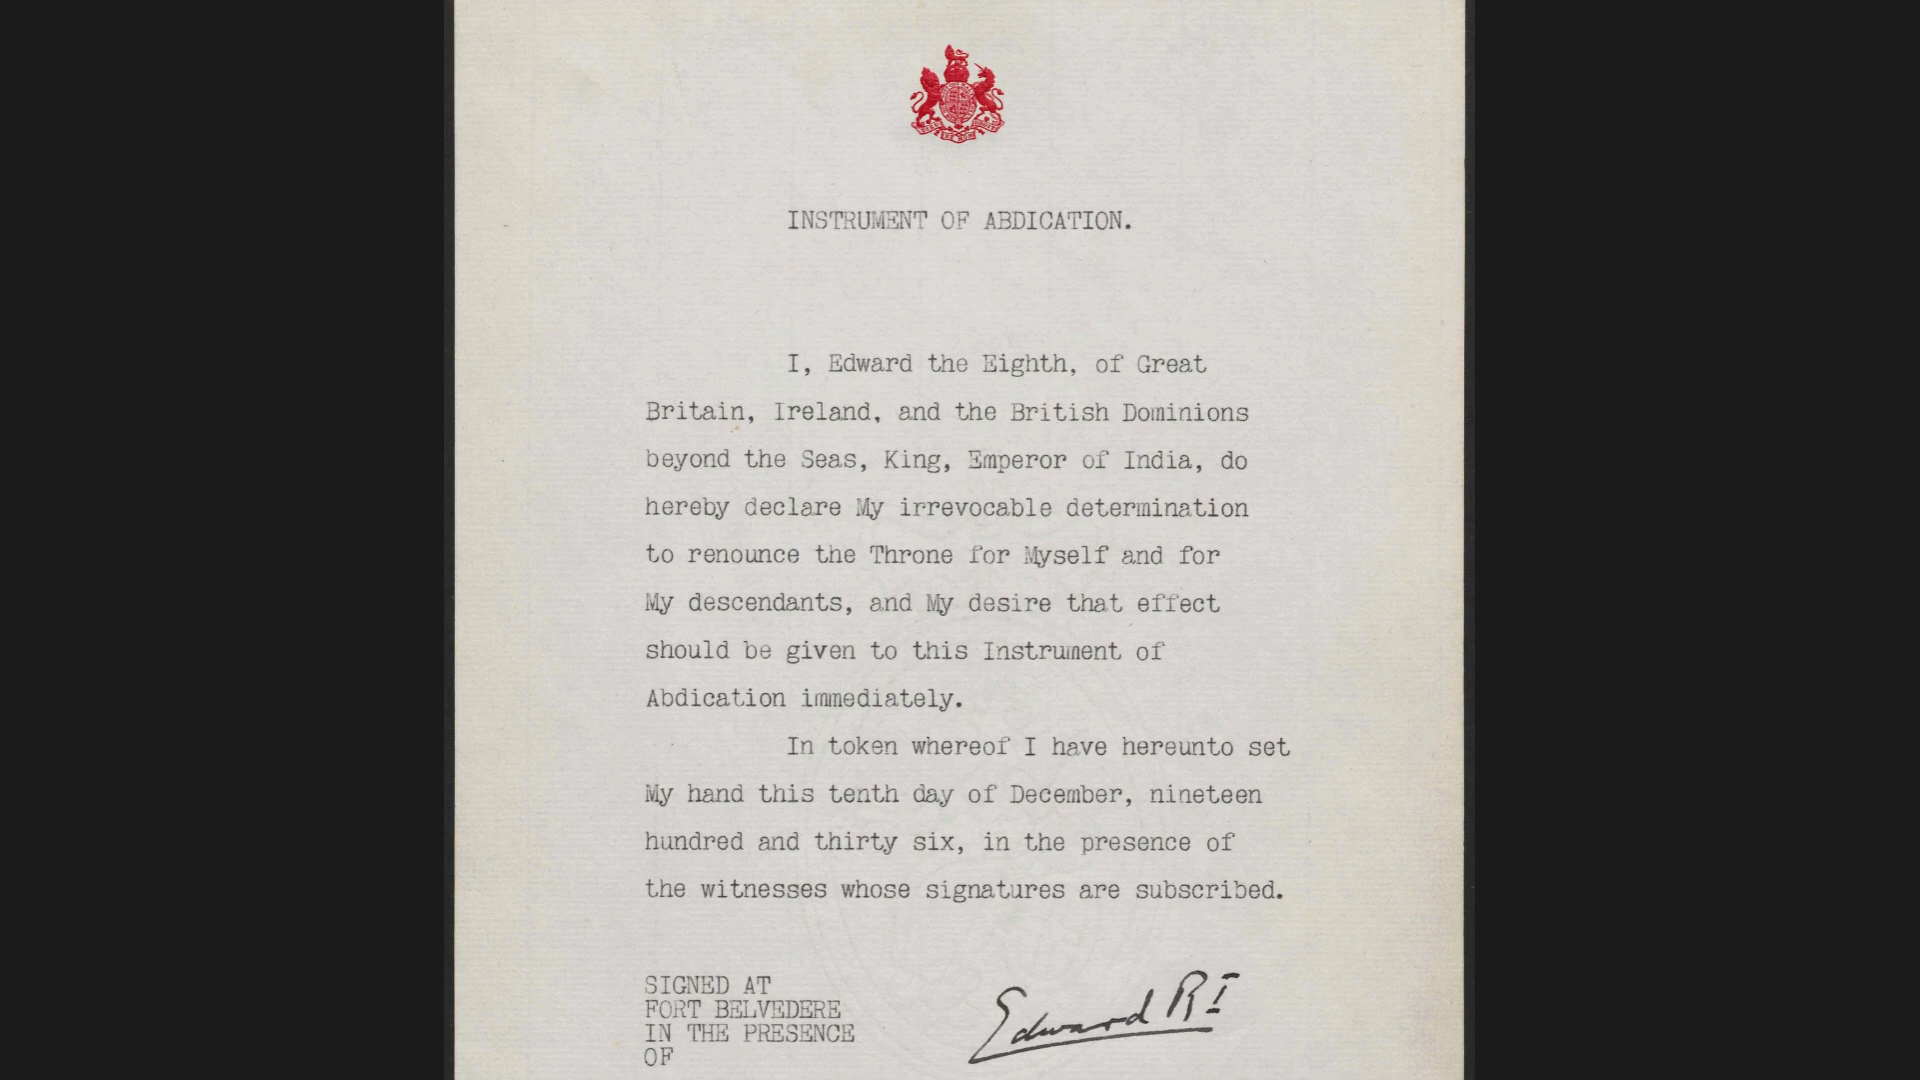 INSTRUMENT OF ABDICATION.
I, Edward the Eighth, of Great
Britain, Ireland, and the British Dominions
beyond the Seas, King, Emperor of India, do
hereby declare My irrevocable determination
to renounce the Throne for Myself and for
My descendants, and My desire that effect
should be given to this Instrument of
Abdication immediately.
In token whereof I have hereunto set
My hand this tenth day of December, nineteen
hundred and thirty six, in the presence of
the witnesses whose signatures are subscribed.
SIGNED AT
FORT BELVEDERE
IN THE PRESENCE
OF
Edward RI